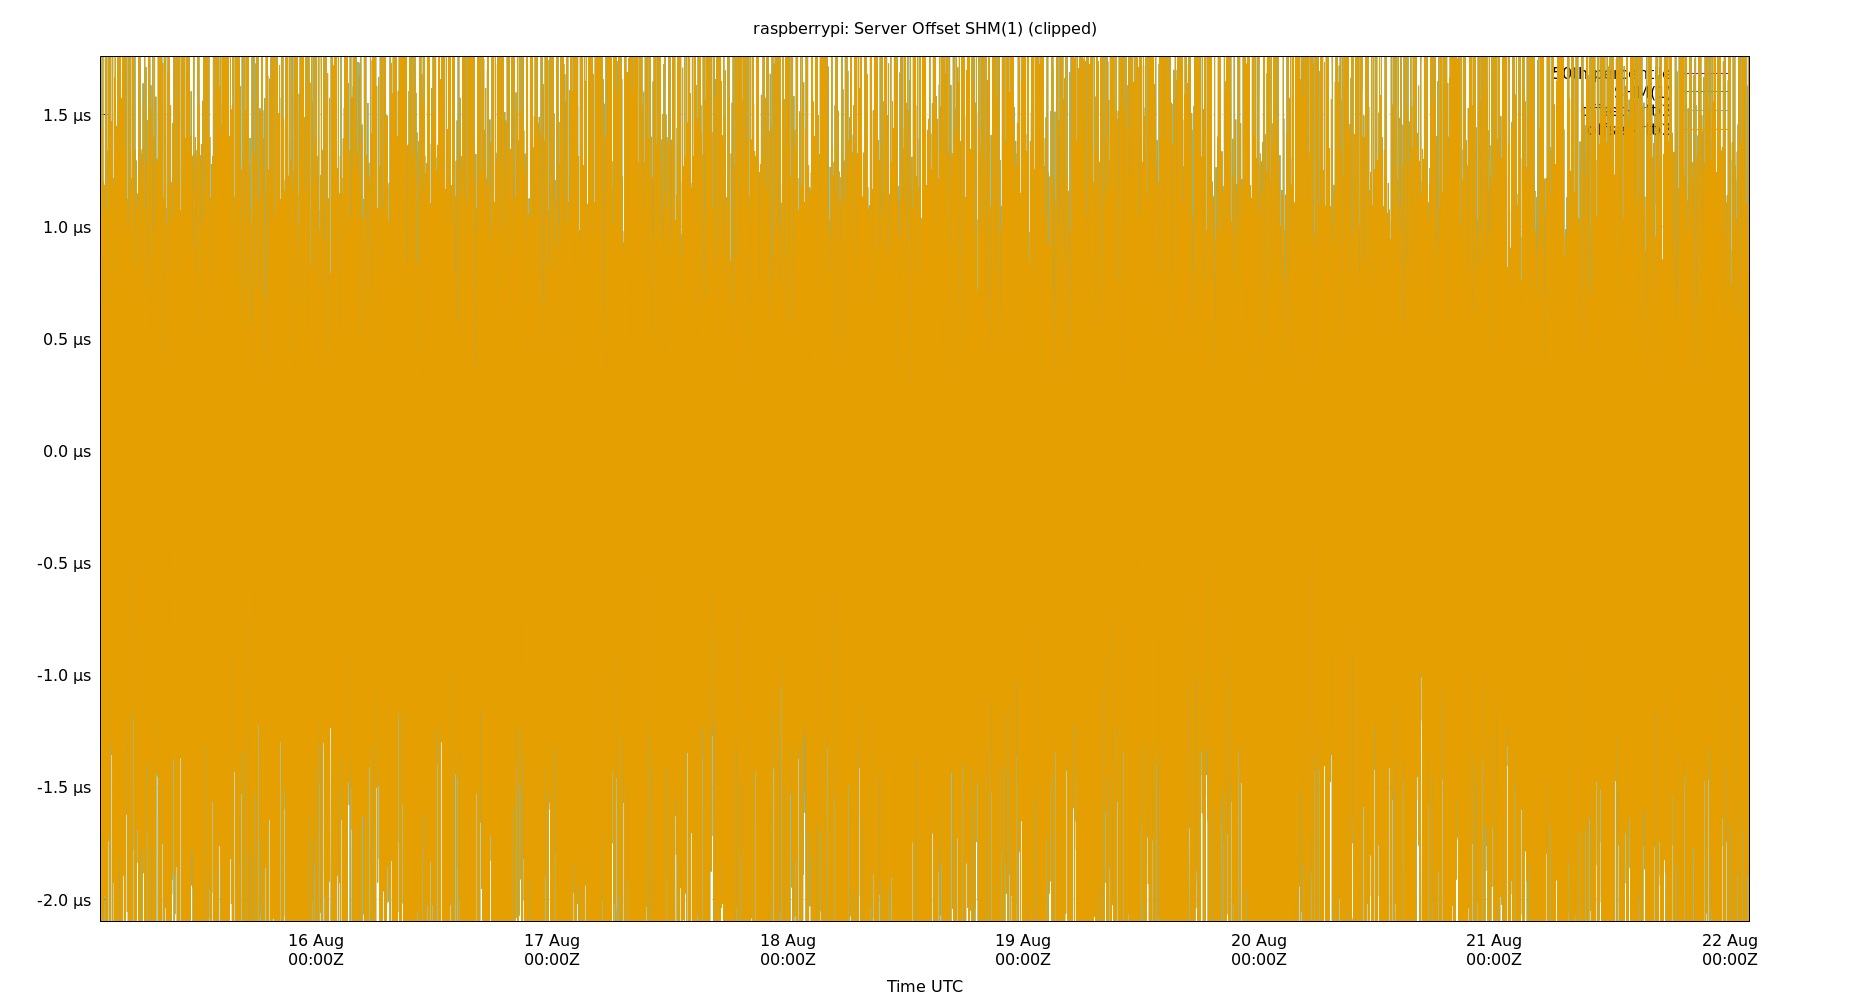 raspberrypi: Server Offset SHM(1) (clipped)
1.5 µs
1.0 µs
0.5 µs
0.0 µs
-0.5 µs
-1.0 µs
-1.5 µs
-2.0 µs
16 Aug
00:00Z
17 Aug
00:00Z
18 Aug
00:00Z
19 Aug
00:00Z
20 Aug
00:00Z
21 Aug
00:00Z
22 Aug
00:00Z
Time UTC